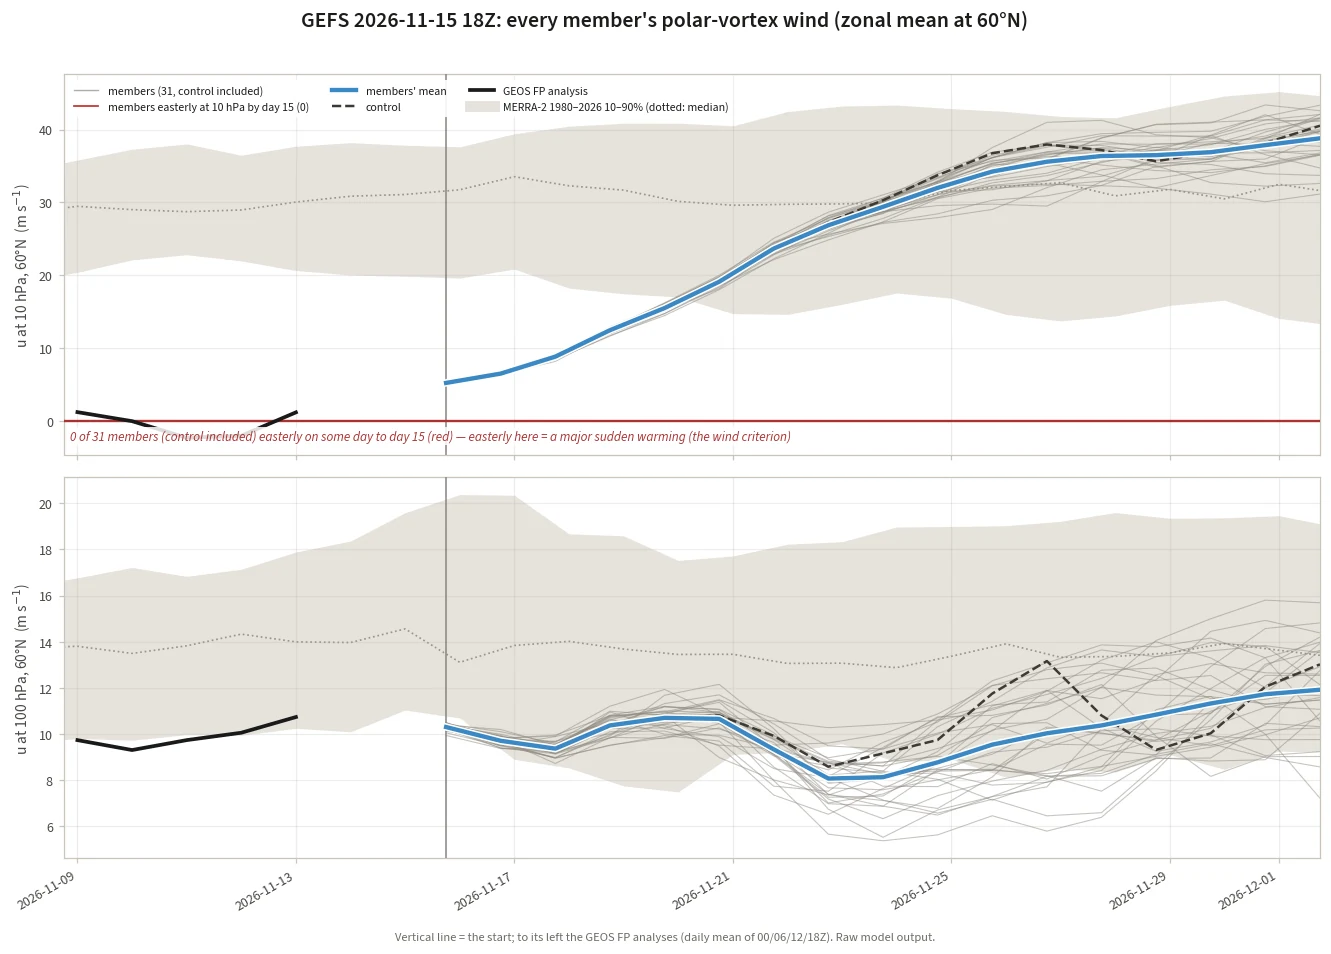 GEFS 2026-11-15 18Z: every member's polar-vortex wind (zonal mean at 60°N)
members (31, control included)
members easterly at 10 hPa by day 15 (0)
members' mean
control
GEOS FP analysis
MERRA-2 1980–2026 10–90% (dotted: median)
u at 10 hPa, 60°N (m s⁻¹)
40
30
20
10
0
0 of 31 members (control included) easterly on some day to day 15 (red) — easterly here = a major sudden warming (the wind criterion)
u at 100 hPa, 60°N (m s⁻¹)
20
18
16
14
12
10
8
6
2026-11-09
2026-11-13
2026-11-17
2026-11-21
2026-11-25
2026-11-29
2026-12-01
Vertical line = the start; to its left the GEOS FP analyses (daily mean of 00/06/12/18Z). Raw model output.